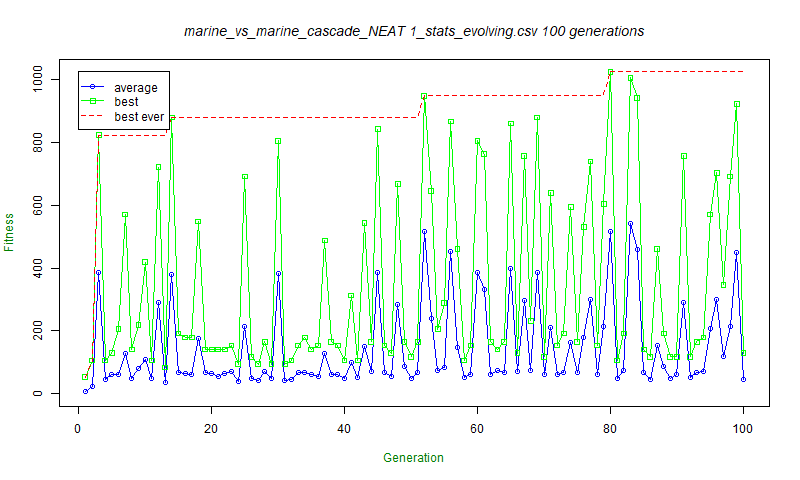 marine_vs_marine_cascade_NEAT 1_stats_evolving.csv 100 generations
1000
800
600
400
200
0
Fitness
average
best
best ever
0 20 40 60 80 100
Generation